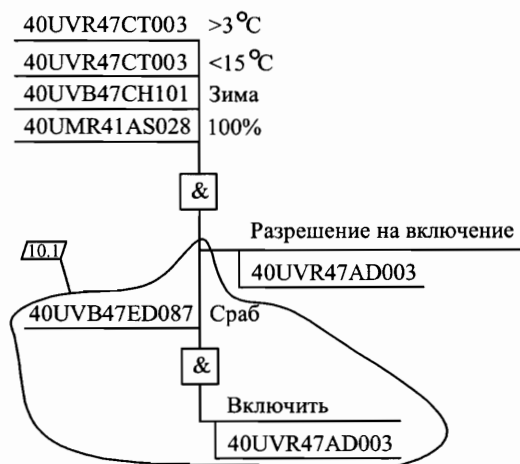 40UVR47CT003 >3°C
40UVR47CT003 <15°C
40UVB47CH101 Зима
40UMR41AS028 100%
&
Разрешение на включение
10.1
40UVR47AD003
40UVB47ED087 Сраб
&
Включить
40UVR47AD003